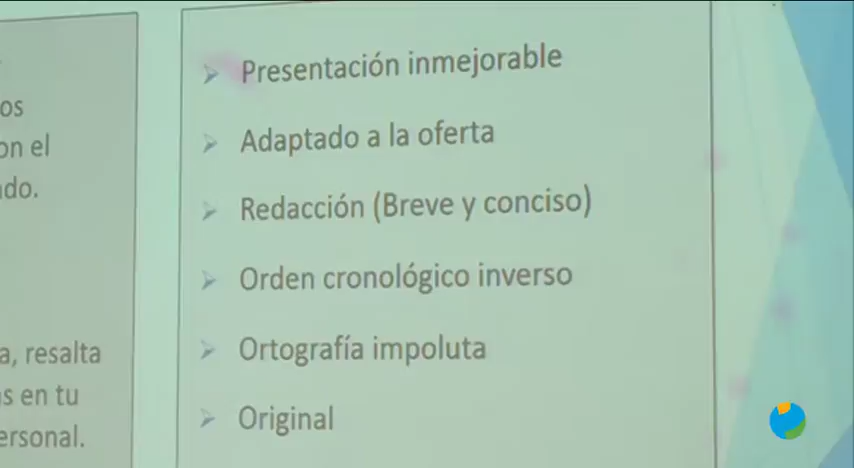 os
on el
do.
a, resalta
s en tu
ersonal.
Presentación inmejorable
Adaptado a la oferta
Redacción (Breve y conciso)
Orden cronológico inverso
Ortografía impoluta
Original